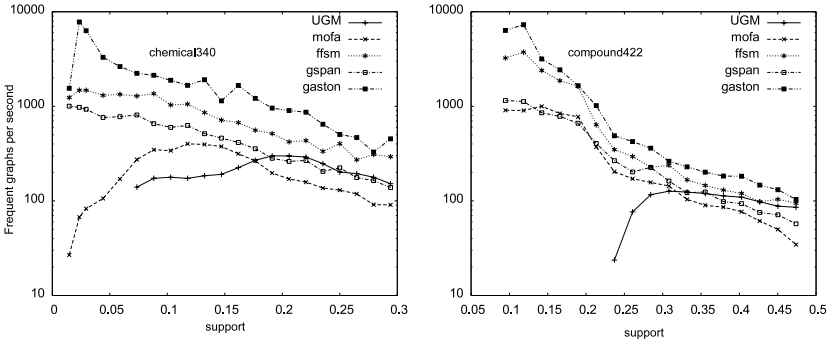 Frequent graphs per second
10000
1000
100
10
0
0.05
0.1
0.15
0.2
0.25
0.3
support
chemical340
UGM
mofa
ffsm
gspan
gaston
10000
1000
100
10
0.05
0.1
0.15
0.2
0.25
0.3
0.35
0.4
0.45
0.5
support
compound422
UGM
mofa
ffsm
gspan
gaston